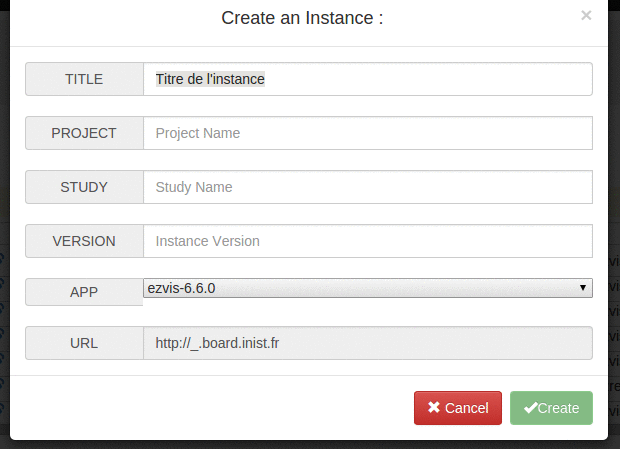 Create an Instance :
×
TITLE Titre de l'instance
PROJECT Project Name
STUDY Study Name
VERSION Instance Version
APP ezvis-6.6.0
URL http://_.board.inist.fr
Cancel Create